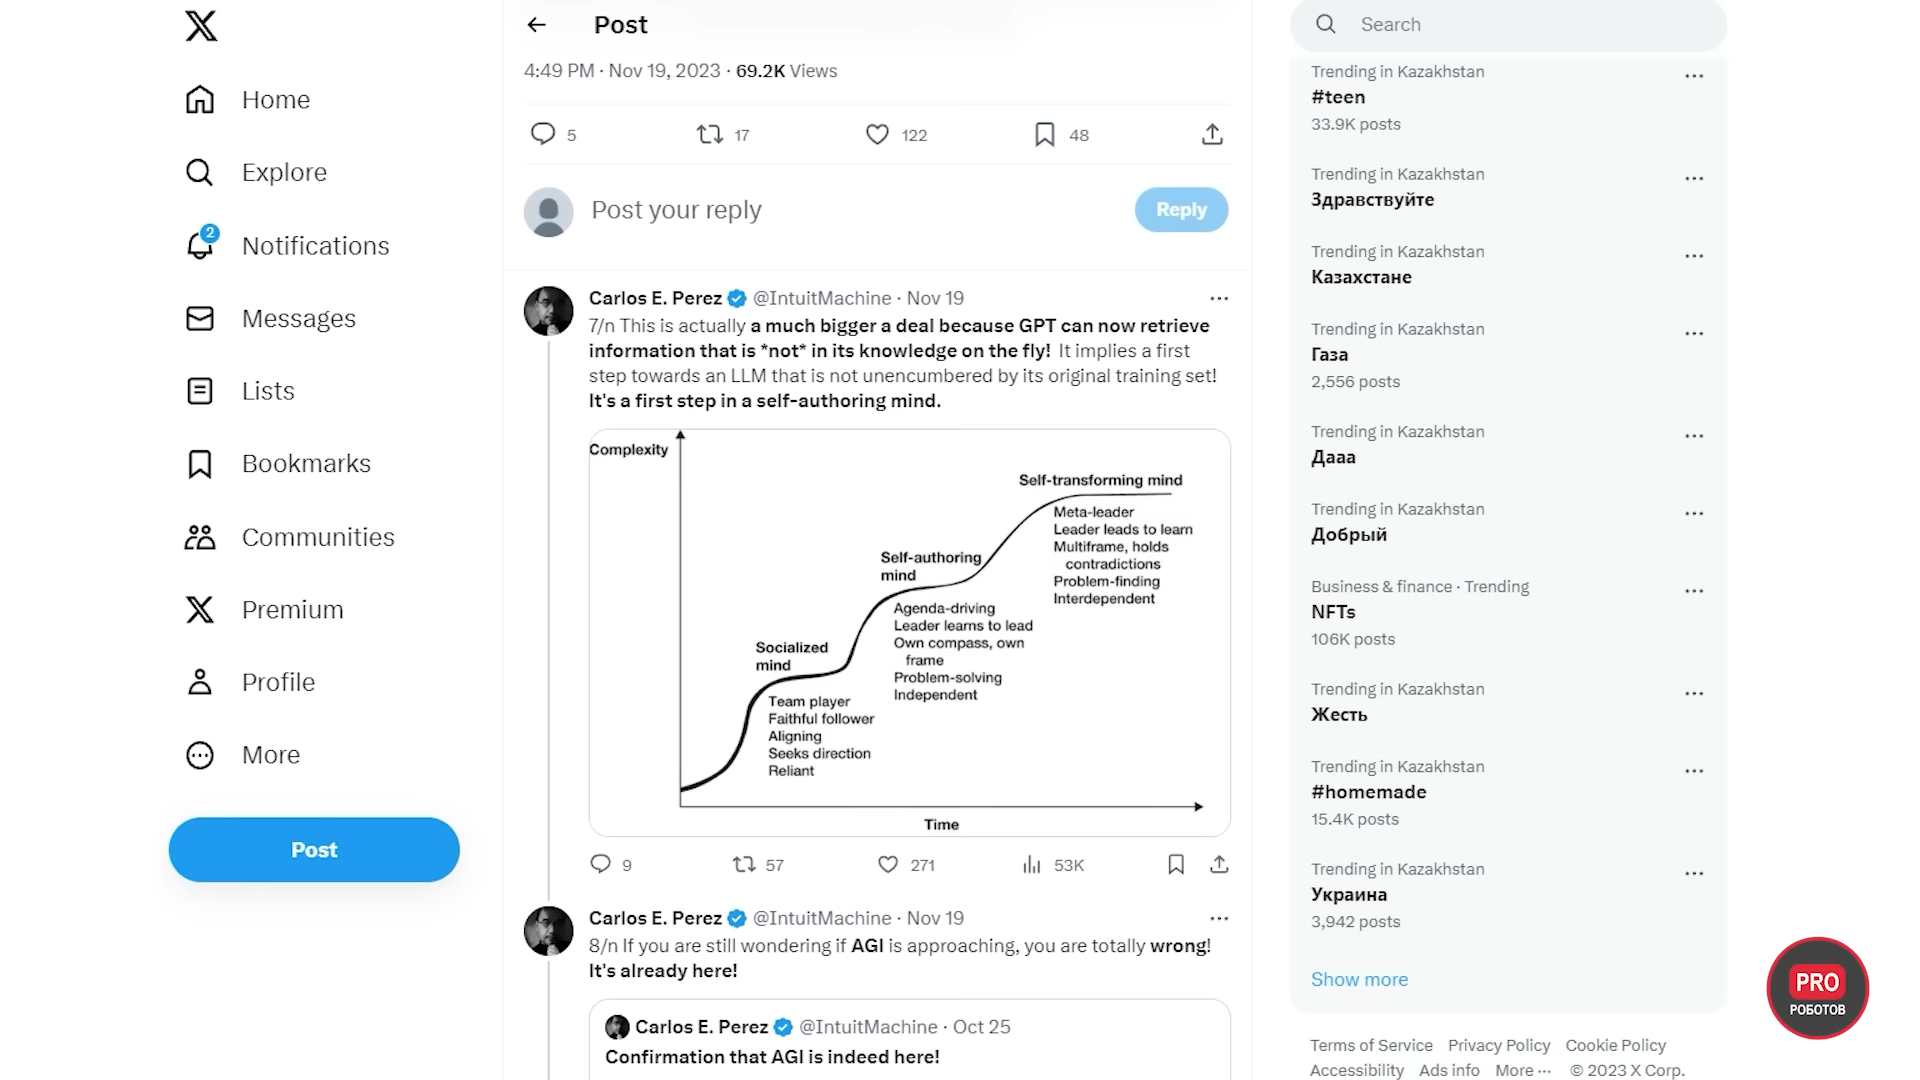 Home
Explore
2
Notifications
Messages
Lists
Bookmarks
Communities
Premium
Profile
More
Post
Post
4:49 PM · Nov 19, 2023 · 69.2K Views
5 17 122 48
Post your reply
Reply
Carlos E. Perez @IntuitMachine · Nov 19
7/n This is actually a much bigger a deal because GPT can now retrieve
information that is *not* in its knowledge on the fly! It implies a first
step towards an LLM that is not unencumbered by its original training set!
It's a first step in a self-authoring mind.
Complexity
Self-transforming mind
Meta-leader
Leader leads to learn
Multiframe, holds
contradictions
Problem-finding
Interdependent
Self-authoring
mind
Agenda-driving
Leader learns to lead
Own compass, own
frame
Problem-solving
Independent
Socialized
mind
Team player
Faithful follower
Aligning
Seeks direction
Reliant
Time
9 57 271 53K
Carlos E. Perez @IntuitMachine · Nov 19
8/n If you are still wondering if AGI is approaching, you are totally wrong!
It's already here!
Carlos E. Perez @IntuitMachine · Oct 25
Confirmation that AGI is indeed here!
Search
Trending in Kazakhstan
#teen
33.9K posts
Trending in Kazakhstan
Здравствуйте
Trending in Kazakhstan
Казахстане
Trending in Kazakhstan
Газа
2,556 posts
Trending in Kazakhstan
Дааа
Trending in Kazakhstan
Добрый
Business & finance · Trending
NFTs
106K posts
Trending in Kazakhstan
Жесть
Trending in Kazakhstan
#homemade
15.4K posts
Trending in Kazakhstan
Украина
3,942 posts
Show more
Terms of Service Privacy Policy Cookie Policy
Accessibility Ads info More ··· © 2023 X Corp.
PRO
РОБОТОВ